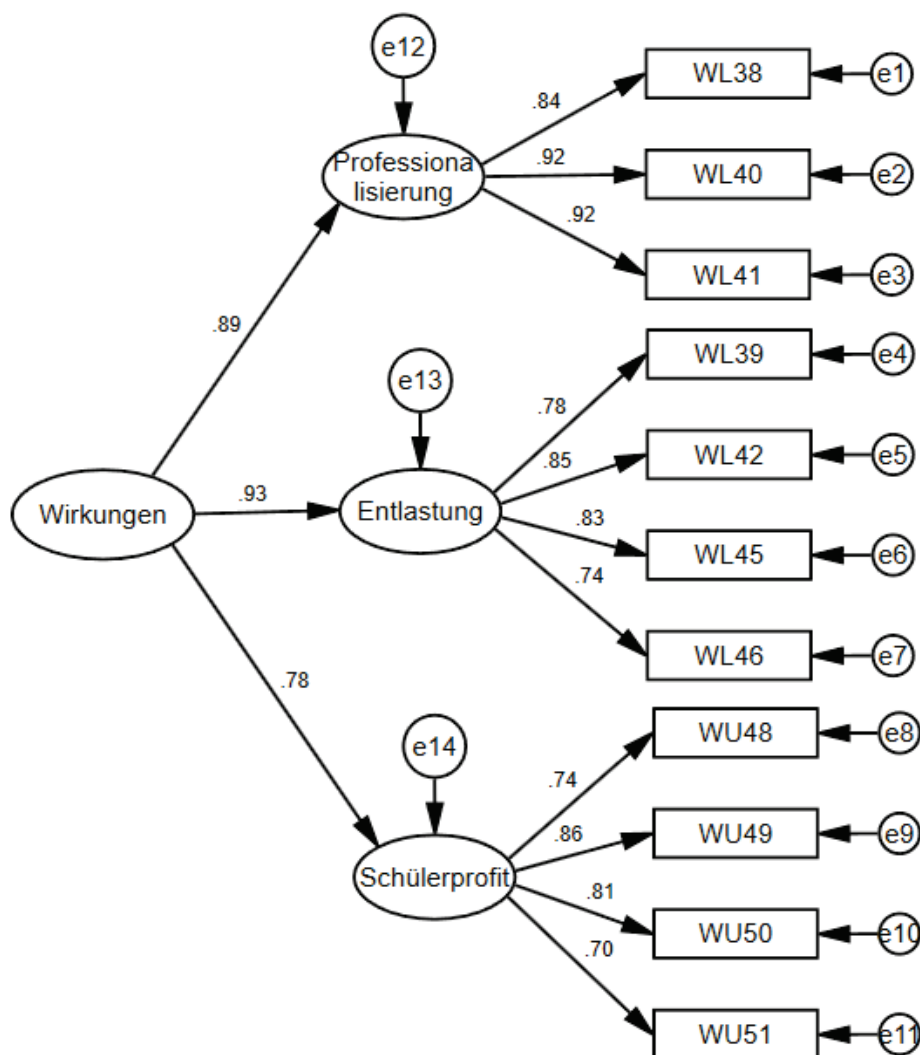 e12
WL38
e1
.84
Professiona
lisierung
.92
WL40
e2
.92
WL41
e3
.89
e13
WL39
e4
.78
.85
WL42
e5
Wirkungen
.93
Entlastung
.83
WL45
e6
.74
WL46
e7
.78
e14
WU48
e8
.74
.86
WU49
e9
Schülerprofit
.81
WU50
e10
.70
WU51
e11